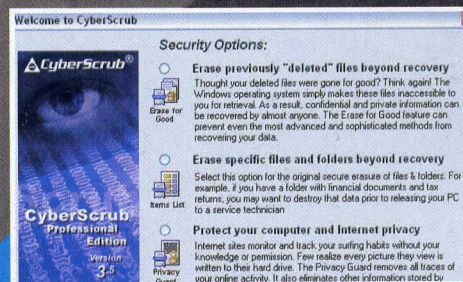 Welcome to CyberScrub
Security Options:
CyberScrub®
Erase previously "deleted" files beyond recovery
Thought your deleted files were gone for good? Think again! The
Windows operating system simply makes these files inaccessible to
you for retrieval. As a result, confidential and private information can
be recovered by almost anyone. The Erase for Good feature can
prevent even the most advanced and sophisticated methods from
recovering your data.
Erase for
Good
Erase specific files and folders beyond recovery
Select this option for the original secure erasure of files & folders. For
example, if you have a folder with financial documents and tax
returns, you may want to destroy that data prior to releasing your PC
to a service technician
Items List
CyberScrub
Professional
Edition
Version
3.5
Protect your computer and Internet privacy
Internet sites monitor and track your surfing habits without your
knowledge or permission. Few realize every picture they view is
written to their hard drive. The Privacy Guard removes all traces of
your online activity. It also eliminates other information stored by
Privacy
Guard